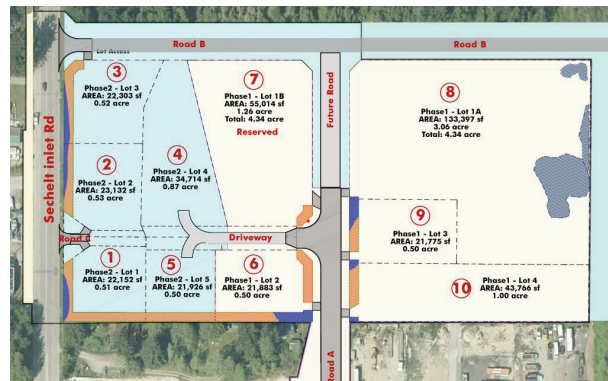 Road B
Road B
Lot Access
3
Phase2 - Lot 3
AREA: 22,303 sf
0.52 acre
7
Phase1 - Lot 1B
AREA: 55,014 sf
1.26 acre
Total: 4.34 acre
Reserved
Future Road
8
Phase1 - Lot 1A
AREA: 133,397 sf
3.06 acre
Total: 4.34 acre
Sechelt inlet Rd
2
Phase2 - Lot 2
AREA: 23,132 sf
0.53 acre
4
Phase2 - Lot 4
AREA: 34,714 sf
0.87 acre
9
Phase1 - Lot 3
AREA: 21,775 sf
0.50 acre
Road C
Driveway
1
Phase2 - Lot 1
AREA: 22,152 sf
0.51 acre
5
Phase2 - Lot 5
AREA: 21,926 sf
0.50 acre
6
Phase1 - Lot 2
AREA: 21,883 sf
0.50 acre
10
Phase1 - Lot 4
AREA: 43,766 sf
1.00 acre
Road A